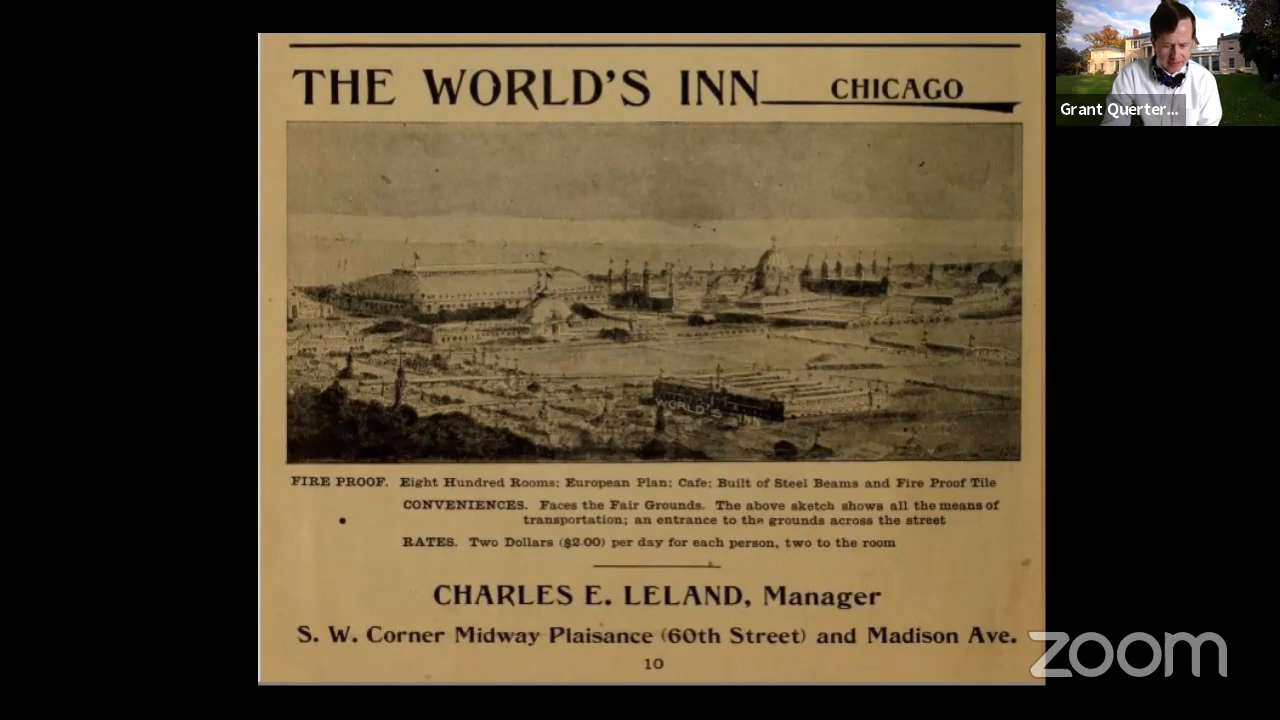 THE WORLD'S INN CHICAGO
WORLD'S INN
FIRE PROOF. Eight Hundred Rooms; European Plan; Cafe; Built of Steel Beams and Fire Proof Tile
CONVENIENCES. Faces the Fair Grounds. The above sketch shows all the means of
transportation; an entrance to the grounds across the street
RATES. Two Dollars ($2.00) per day for each person, two to the room
CHARLES E. LELAND, Manager
S. W. Corner Midway Plaisance (60th Street) and Madison Ave.
10
Grant Querter...
zoom